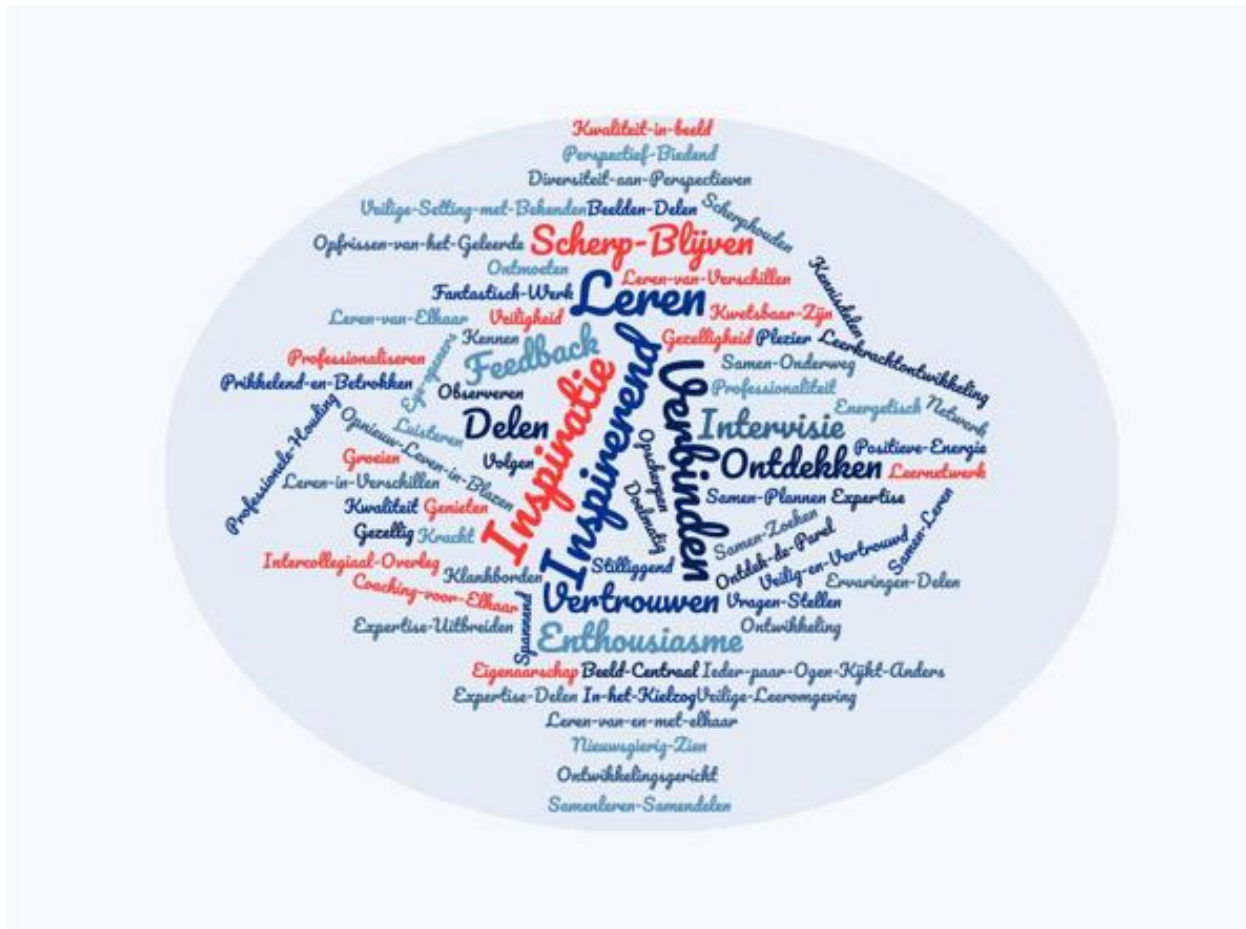 Kwaliteit-in-beeld
Perspectief-Biedend
Diversiteit-aan-Perspectieven
Veilige-Setting-met-Bekenden
Beelden-Delen
Scherphouden
Opfrissen-van-het-Geleerde
Scherp-Blijven
Ontmoeten
Leren-van-Verschillen
Kennisdelen
Fantastisch-Werk
Leren
Kwetsbaar-Zijn
Leren-van-Elkaar
Veiligheid
Kennen
Feedback
Gezelligheid
Plezier
Leerkrachtontwikkeling
Professionaliseren
Samen-Onderweg
Prikkelend-en-Betrokken
Observeren
Inspiratie
Inspirerend
Verbinden
Professionaliteit
Energetisch
Netwerk
Professionele-Houding
Opnieuw-Leven-in-Blazen
Luisteren
Delen
Intervisie
Positieve-Energie
Groeien
Volgen
Opscherpen
Ontdekken
Leernetwerk
Leren-in-Verschillen
Doelmatig
Samen-Plannen
Expertise
Kwaliteit
Genieten
Samen-Zoeken
Samen-Leren
Gezellig
Kracht
Ontdek-de-Parel
Intercollegiaal-Overleg
Klankborden
Stilliggend
Veilig-en-Vertrouwd
Ervaringen-Delen
Coaching-voor-Elkaar
Vertrouwen
Vragen-Stellen
Expertise-Uitbreiden
Spannend
Enthousiasme
Ontwikkeling
Eigenaarschap
Beeld-Centraal
Ieder-paar-Ogen-Kijkt-Anders
Expertise-Delen
In-het-Kielzog
Veilige-Leeromgeving
Leren-van-en-met-elkaar
Nieuwsgierig-Zien
Ontwikkelingsgericht
Samenleren-Samendelen